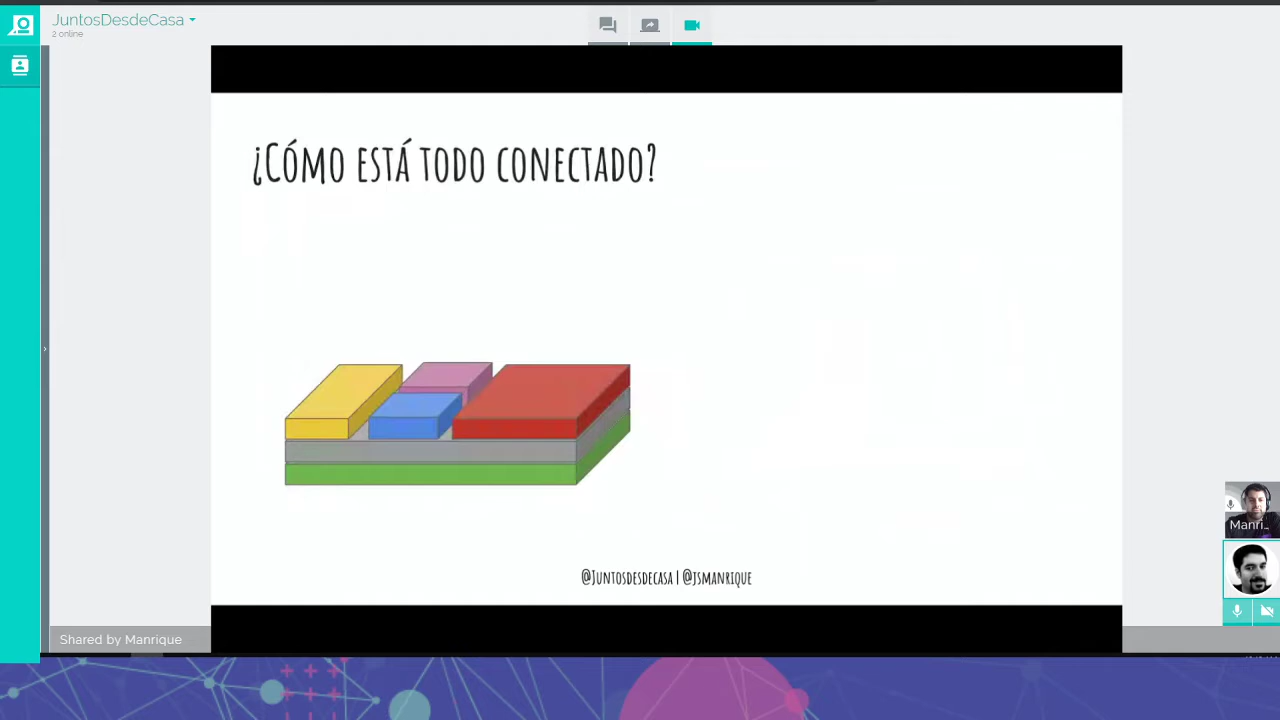 JuntosDesdeCasa
2 online
¿Cómo está todo conectado?
@Juntosdesdecasa | @jsmanrique
Manri...
Shared by Manrique